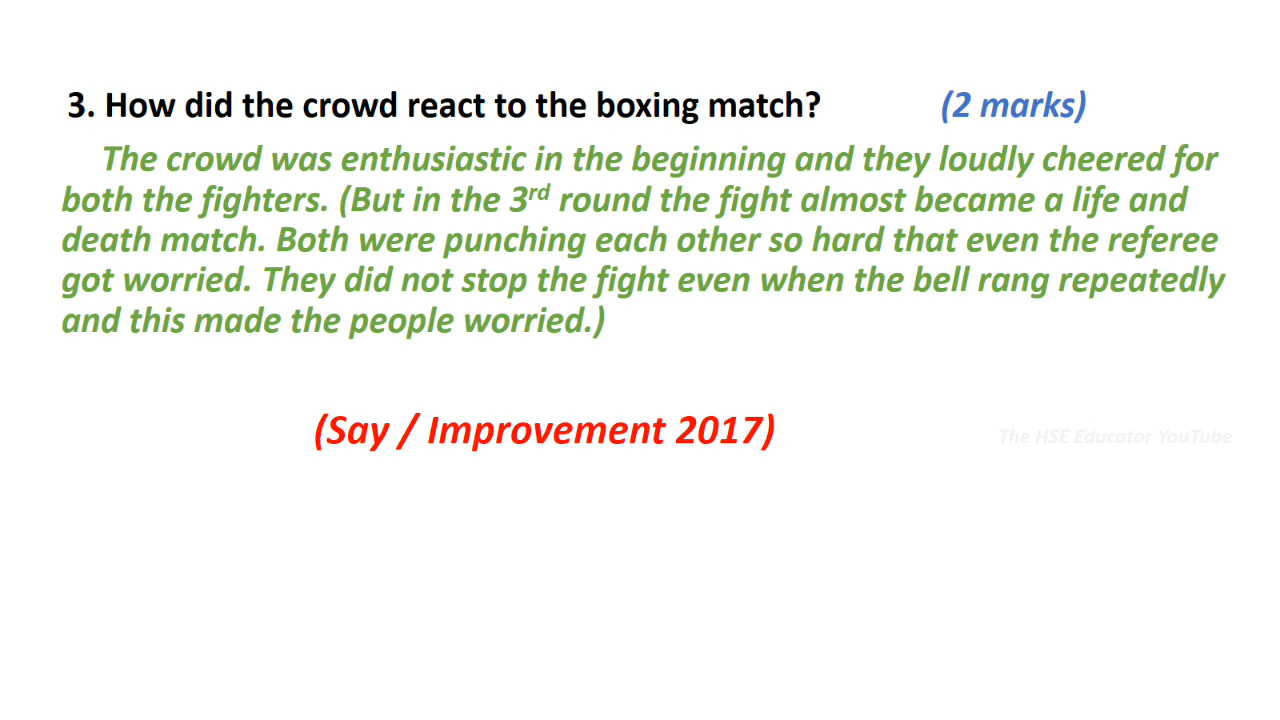 3. How did the crowd react to the boxing match? (2 marks)
The crowd was enthusiastic in the beginning and they loudly cheered for
both the fighters. (But in the 3rd round the fight almost became a life and
death match. Both were punching each other so hard that even the referee
got worried. They did not stop the fight even when the bell rang repeatedly
and this made the people worried.)
(Say / Improvement 2017)
The HSE Educator YouTube